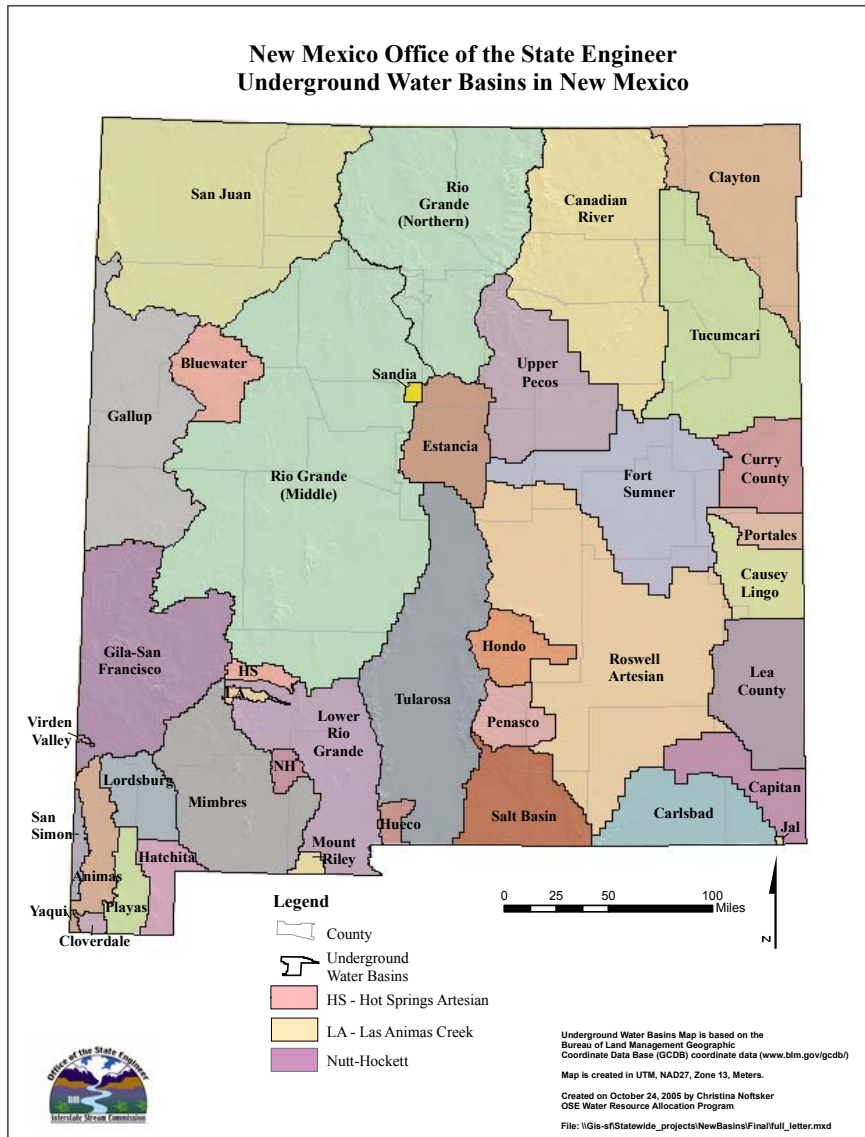 New Mexico Office of the State Engineer
Underground Water Basins in New Mexico
San Juan
Rio
Grande
(Northern)
Canadian
River
Clayton
Tucumcari
Bluewater
Sandia
Upper
Pecos
Gallup
Estancia
Rio Grande
(Middle)
Fort
Sumner
Curry
County
Portales
Causey
Lingo
Gila-San
Francisco
HS
LA
Hondo
Roswell
Artesian
Lea
County
Tularosa
Lower
Rio
Grande
Penasco
Virden
Valley
NH
Lordsburg
Mimbres
Capitan
San
Simon
Hueco
Salt Basin
Carlsbad
Jal
Mount
Riley
Hatchita
Animas
Playas
Yaqui
Cloverdale
Legend
County
Underground
Water Basins
HS - Hot Springs Artesian
LA - Las Animas Creek
Nutt-Hockett
0 25 50 100
Miles
N
Office of the State Engineer
Interstate Stream Commission
Underground Water Basins Map is based on the
Bureau of Land Management Geographic
Coordinate Data Base (GCDB) coordinate data (www.blm.gov/gcdb/)
Map is created in UTM, NAD27, Zone 13, Meters.
Created on October 24, 2005 by Christina Noftsker
OSE Water Resource Allocation Program
File: \\Gis-sf\Statewide_projects\NewBasins\Final\full_letter.mxd